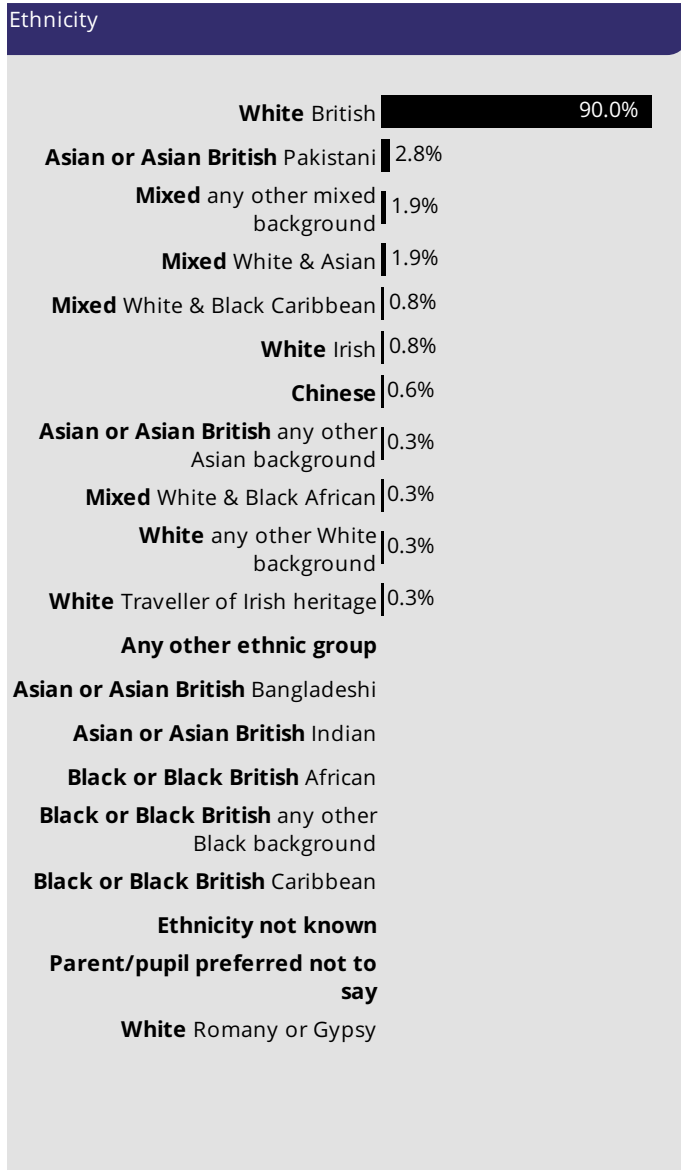 Ethnicity
White British 90.0%
Asian or Asian British Pakistani 2.8%
Mixed any other mixed
background 1.9%
Mixed White & Asian 1.9%
Mixed White & Black Caribbean 0.8%
White Irish 0.8%
Chinese 0.6%
Asian or Asian British any other
Asian background 0.3%
Mixed White & Black African 0.3%
White any other White
background 0.3%
White Traveller of Irish heritage 0.3%
Any other ethnic group
Asian or Asian British Bangladeshi
Asian or Asian British Indian
Black or Black British African
Black or Black British any other
Black background
Black or Black British Caribbean
Ethnicity not known
Parent/pupil preferred not to
say
White Romany or Gypsy